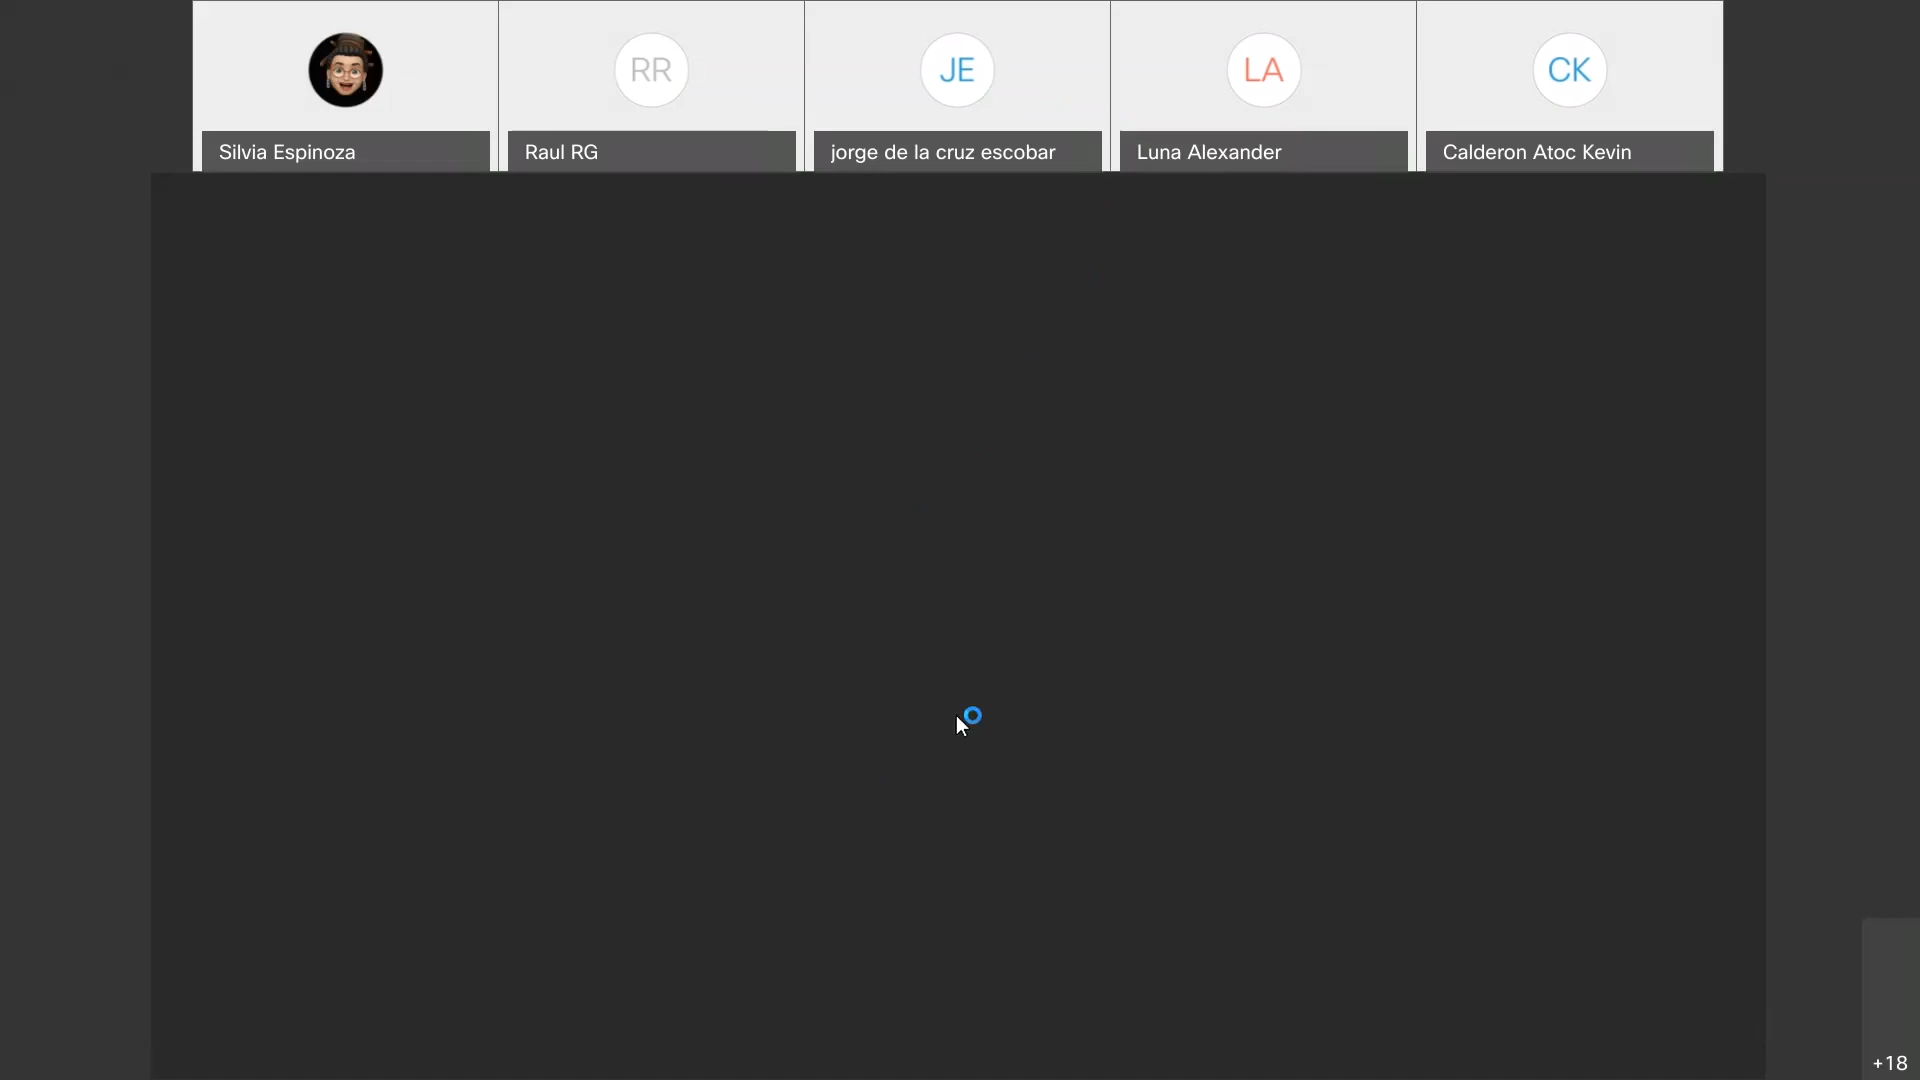 RR
JE
LA
CK
Silvia Espinoza
Raul RG
jorge de la cruz escobar
Luna Alexander
Calderon Atoc Kevin
+18